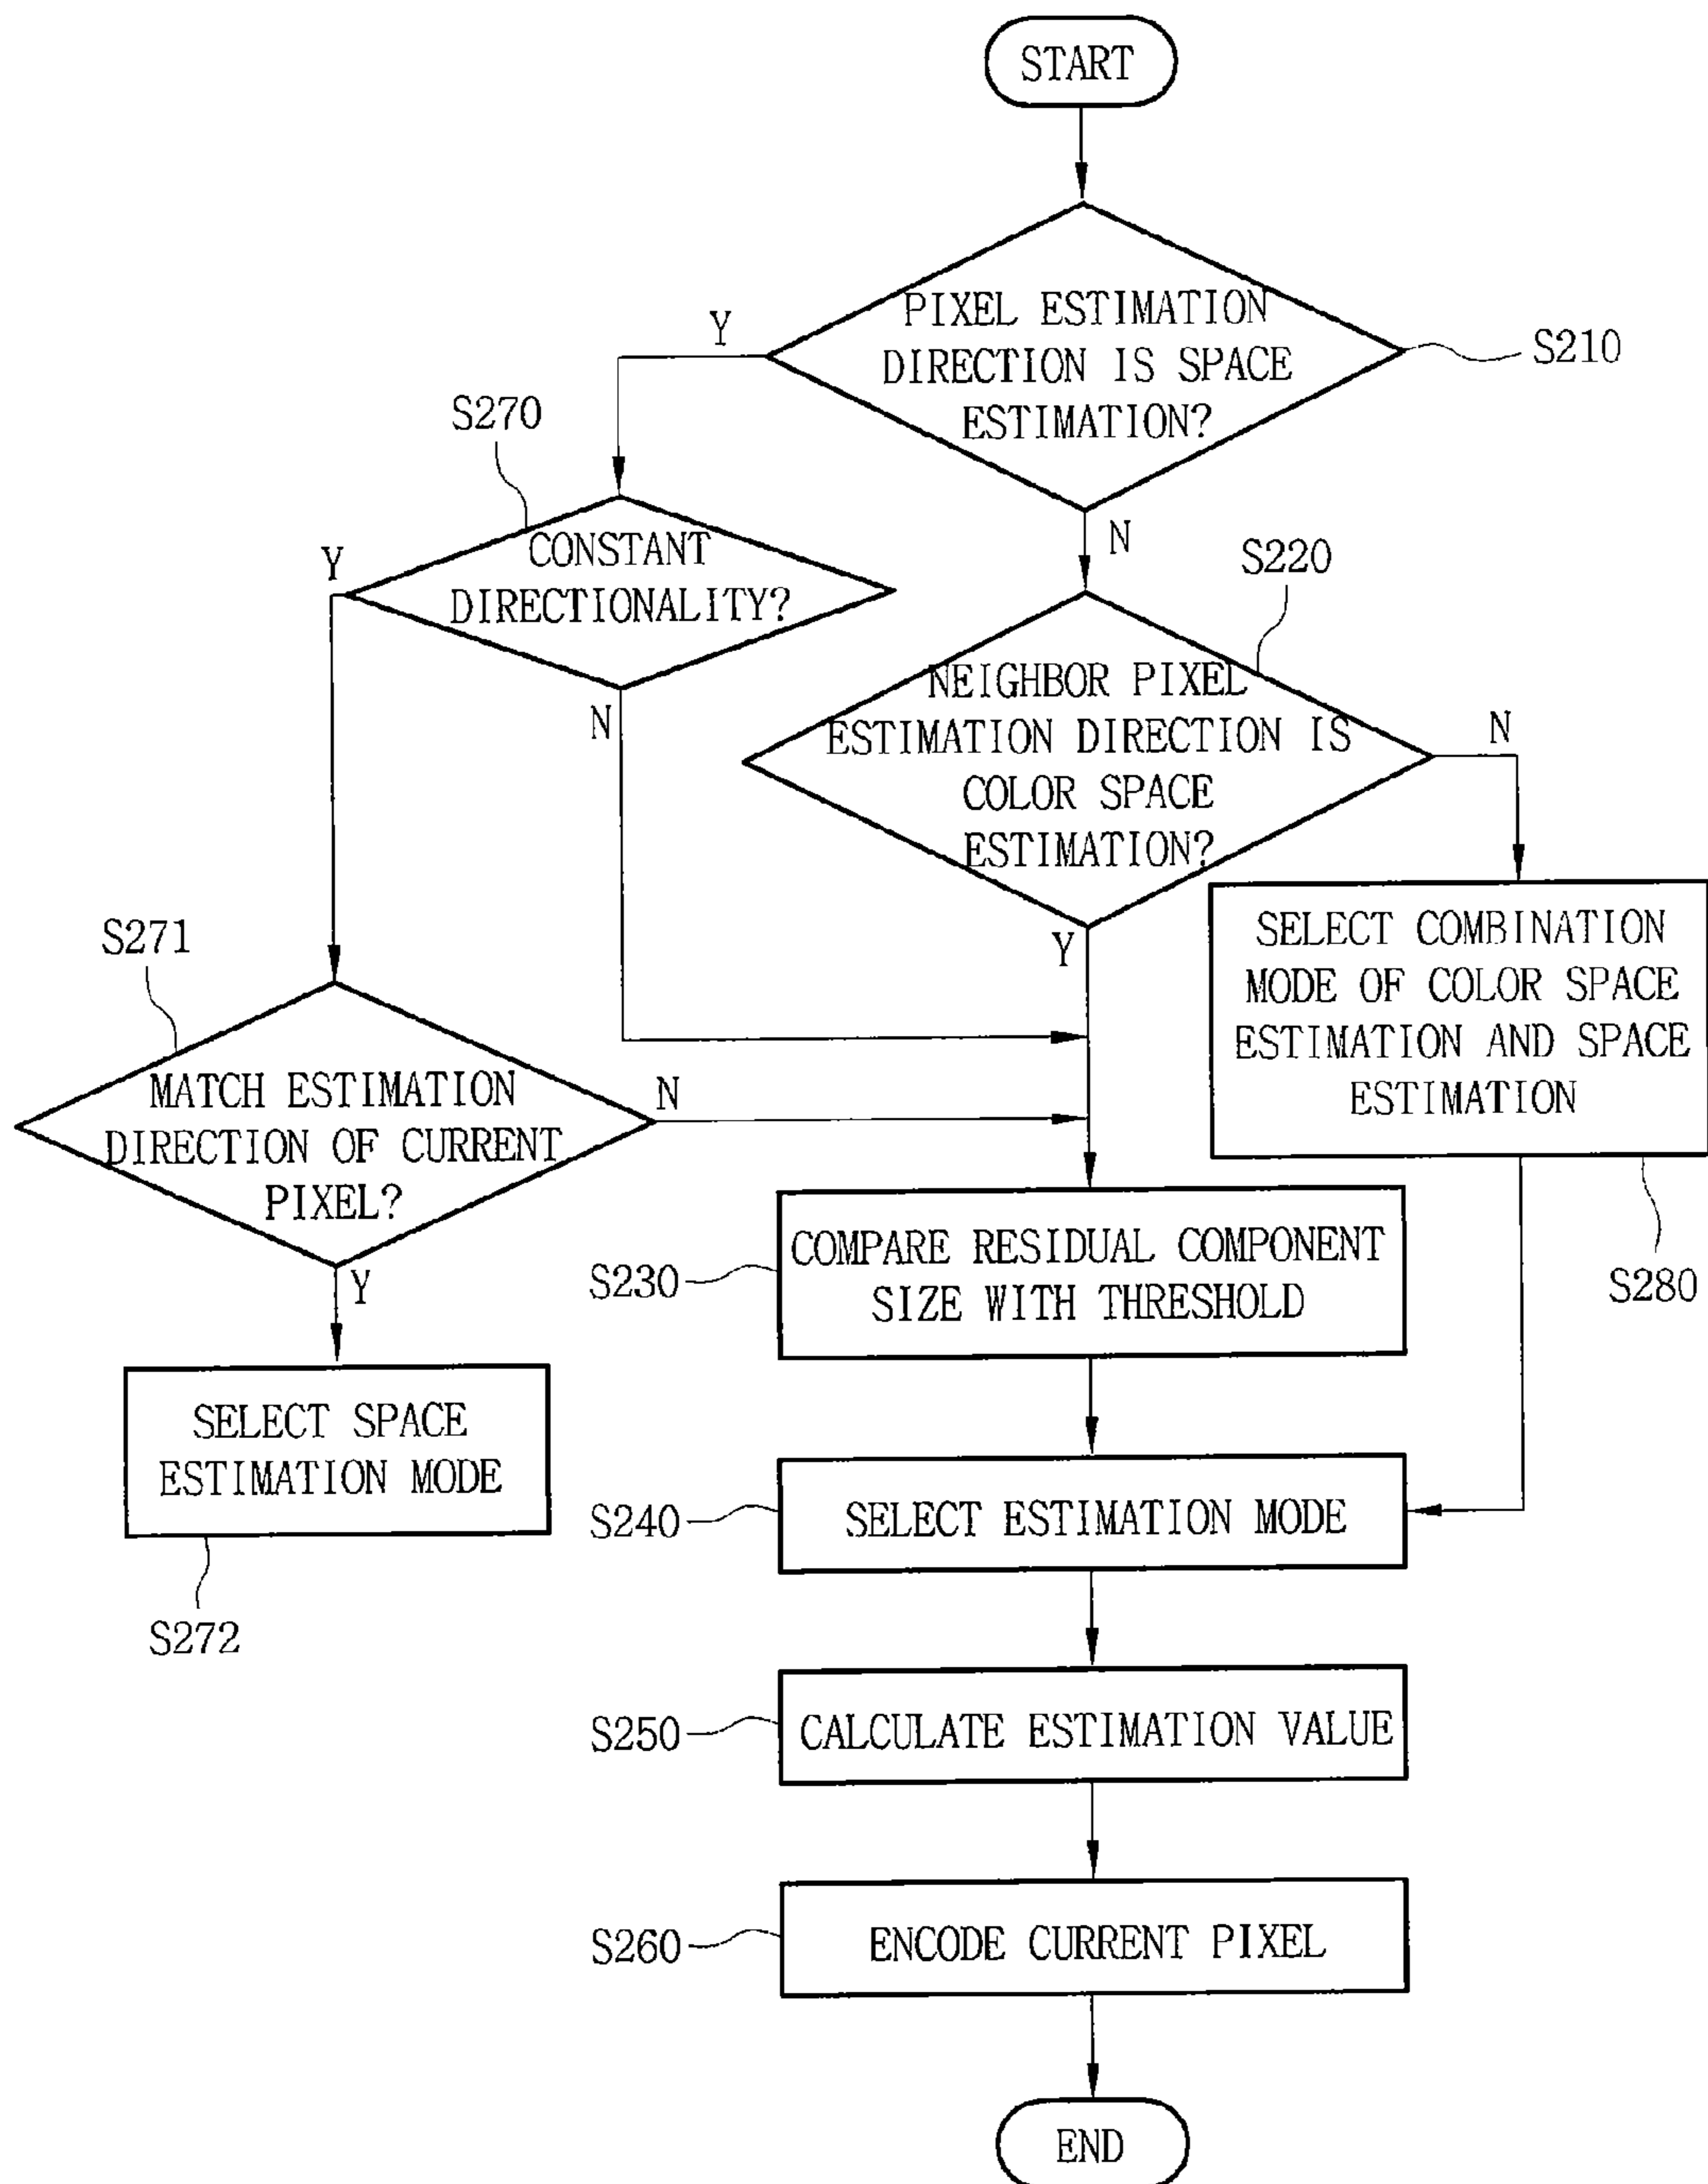 START
PIXEL ESTIMATION
DIRECTION IS SPACE
ESTIMATION?
S210
Y
N
S270
CONSTANT
DIRECTIONALITY?
Y
N
S220
NEIGHBOR PIXEL
ESTIMATION DIRECTION IS
COLOR SPACE
ESTIMATION?
N
Y
SELECT COMBINATION
MODE OF COLOR SPACE
ESTIMATION AND SPACE
ESTIMATION
S280
S271
MATCH ESTIMATION
DIRECTION OF CURRENT
PIXEL?
N
Y
SELECT SPACE
ESTIMATION MODE
S272
S230
COMPARE RESIDUAL COMPONENT
SIZE WITH THRESHOLD
S240
SELECT ESTIMATION MODE
S250
CALCULATE ESTIMATION VALUE
S260
ENCODE CURRENT PIXEL
END